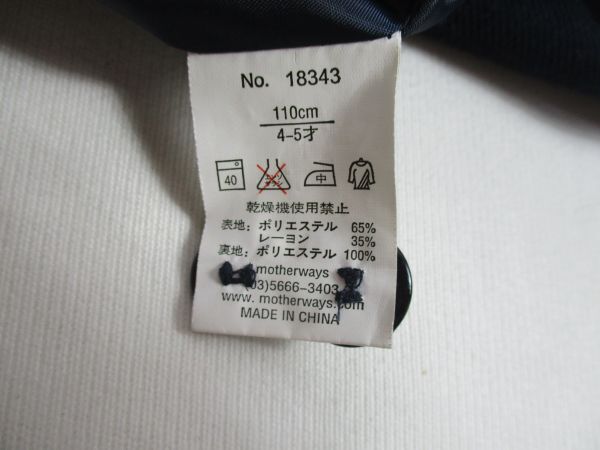 No. 18343
110cm
4-5才
40 中
乾燥機使用禁止
表地: ポリエステル 65%
レーヨン 35%
裏地: ポリエステル 100%
motherways
(03)5666-3403
www. motherways.com
MADE IN CHINA